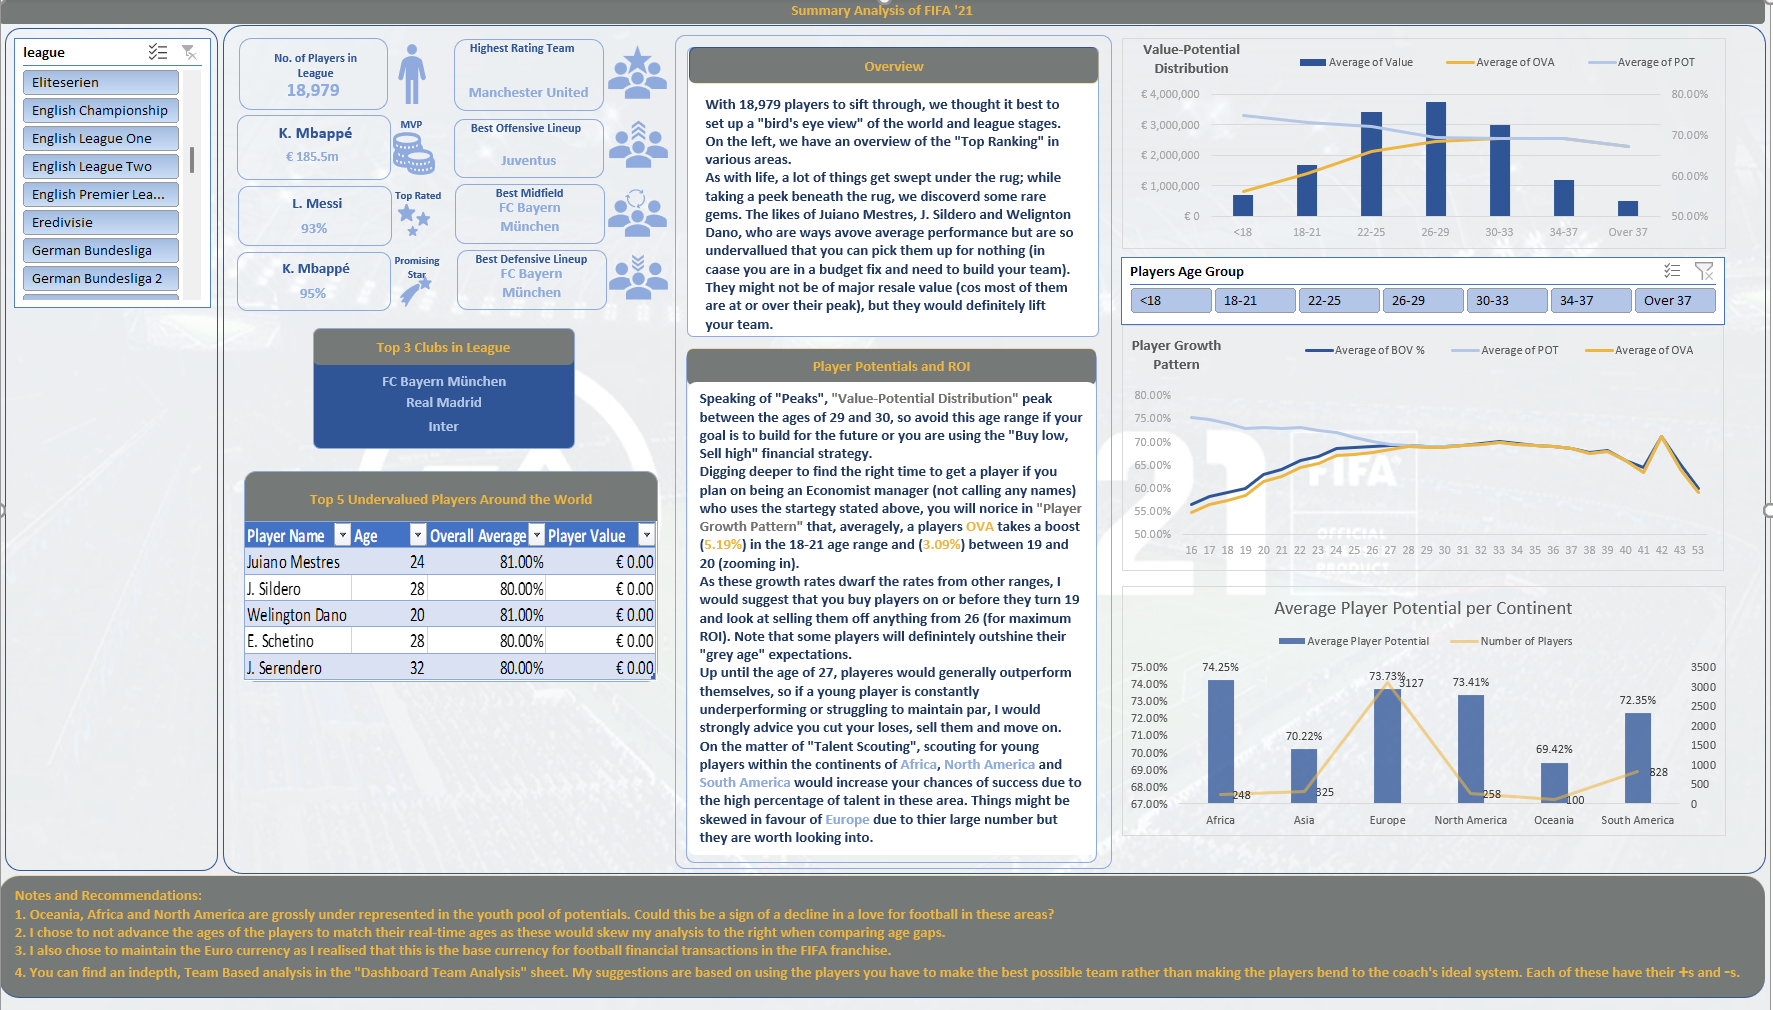 Summary Analysis of FIFA '21
league
Eliteserien
English Championship
English League One
English League Two
English Premier Lea...
Eredivisie
German Bundesliga
German Bundesliga 2
No. of Players in
League
18,979
K. Mbappé
€ 185.5m
MVP
L. Messi
93%
Top Rated
K. Mbappé
95%
Promising
Star
Highest Rating Team
Manchester United
Best Offensive Lineup
Juventus
Best Midfield
FC Bayern
München
Best Defensive Lineup
FC Bayern
München
Top 3 Clubs in League
FC Bayern München
Real Madrid
Inter
Top 5 Undervalued Players Around the World
Player Name Age Overall Average Player Value
Juiano Mestres 24 81.00% € 0.00
J. Sildero 28 80.00% € 0.00
Welington Dano 20 81.00% € 0.00
E. Schetino 28 80.00% € 0.00
J. Serendero 32 80.00% € 0.00
Overview
With 18,979 players to sift through, we thought it best to
set up a "bird's eye view" of the world and league stages.
On the left, we have an overview of the "Top Ranking" in
various areas.
As with life, a lot of things get swept under the rug; while
taking a peek beneath the rug, we discoverd some rare
gems. The likes of Juiano Mestres, J. Sildero and Welignton
Dano, who are ways avove average performance but are so
undervallued that you can pick them up for nothing (in
cause you are in a budget fix and need to build your team).
They might not be of major resale value (cos most of them
are at or over their peak), but they would definitely lift
your team.
Player Potentials and ROI
Speaking of "Peaks", "Value-Potential Distribution" peak
between the ages of 29 and 30, so avoid this age range if your
goal is to build for the future or you are using the "Buy low,
Sell high" financial strategy.
Digging deeper to find the right time to get a player if you
plan on being an Economist manager (not calling any names)
who uses the startegy stated above, you will norice in "Player
Growth Pattern" that, averagely, a players OVA takes a boost
(5.19%) in the 18-21 age range and (3.09%) between 19 and
20 (zooming in).
As these growth rates dwarf the rates from other ranges, I
would suggest that you buy players on or before they turn 19
and look at selling them off anything from 26 (for maximum
ROI). Note that some players will definintely outshine their
"grey age" expectations.
Up until the age of 27, playeres would generally outperform
themselves, so if a young player is constantly
underperforming or struggling to maintain par, I would
strongly advice you cut your loses, sell them and move on.
On the matter of "Talent Scouting", scouting for young
players within the continents of Africa, North America and
South America would increase your chances of success due to
the high percentage of talent in these area. Things might be
skewed in favour of Europe due to thier large number but
they are worth looking into.
Value-Potential
Distribution
Average of Value Average of OVA Average of POT
€ 4,000,000 80.00%
€ 3,000,000 70.00%
€ 2,000,000
€ 1,000,000 60.00%
€ 0 50.00%
<18 18-21 22-25 26-29 30-33 34-37 Over 37
Players Age Group
<18 18-21 22-25 26-29 30-33 34-37 Over 37
Player Growth
Pattern
Average of BOV % Average of POT Average of OVA
80.00%
75.00%
70.00%
65.00%
60.00%
55.00%
50.00%
16 17 18 19 20 21 22 23 24 25 26 27 28 29 30 31 32 33 34 35 36 37 38 39 40 41 42 43 53
21
FIFA
OFFICIAL
PRODUCT
Average Player Potential per Continent
Average Player Potential Number of Players
75.00% 3500
74.00% 3000
73.00% 2500
72.00% 2000
71.00% 1500
70.00% 1000
69.00% 500
68.00% 0
67.00%
74.25% 70.22% 73.73% 73.41% 69.42% 72.35%
248 325 3127 258 100 828
Africa Asia Europe North America Oceania South America
Notes and Recommendations:
1. Oceania, Africa and North America are grossly under represented in the youth pool of potentials. Could this be a sign of a decline in a love for football in these areas?
2. I chose to not advance the ages of the players to match their real-time ages as these would skew my analysis to the right when comparing age gaps.
3. I also chose to maintain the Euro currency as I realised that this is the base currency for football financial transactions in the FIFA franchise.
4. You can find an indepth, Team Based analysis in the "Dashboard Team Analysis" sheet. My suggestions are based on using the players you have to make the best possible team rather than making the players bend to the coach's ideal system. Each of these have their +s and -s.